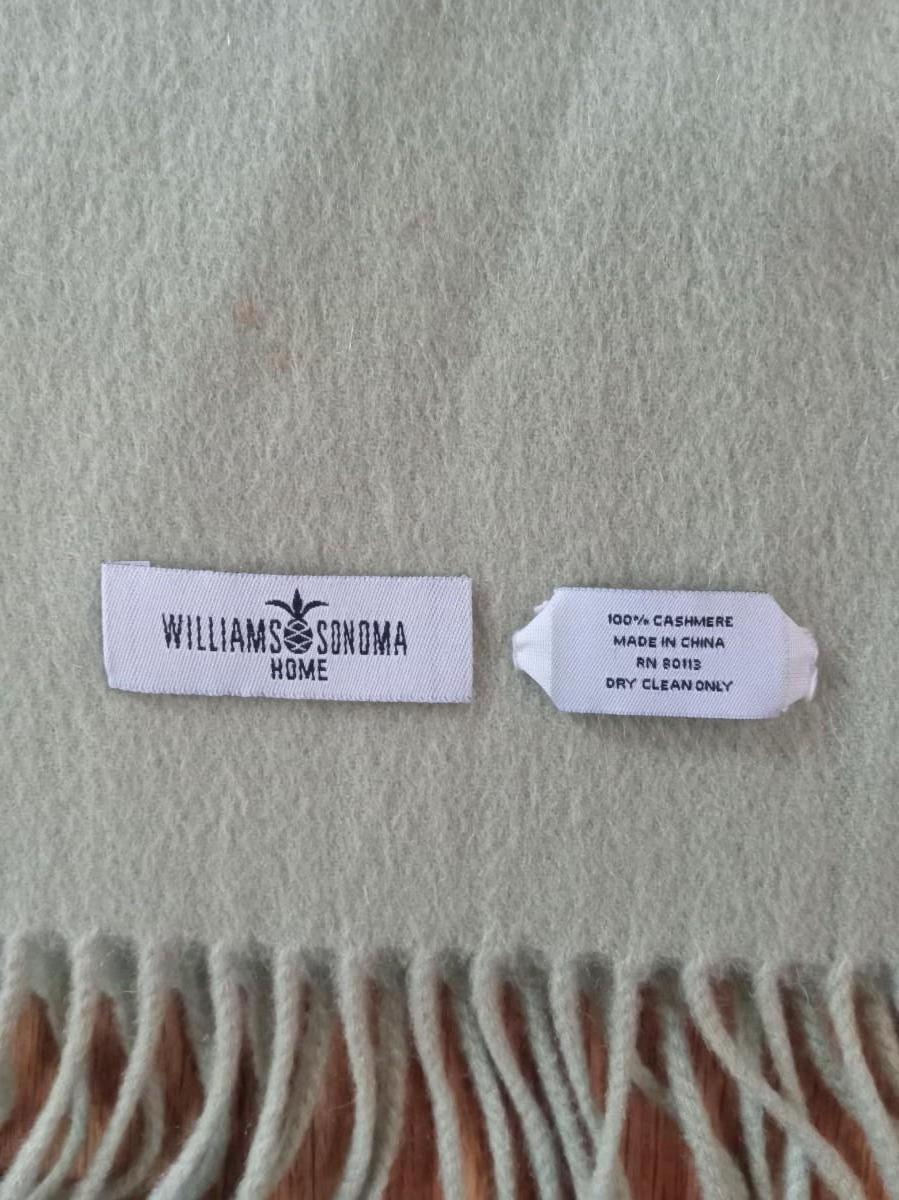 WILLIAMS SONOMA
HOME
100% CASHMERE
MADE IN CHINA
RN 80113
DRY CLEAN ONLY